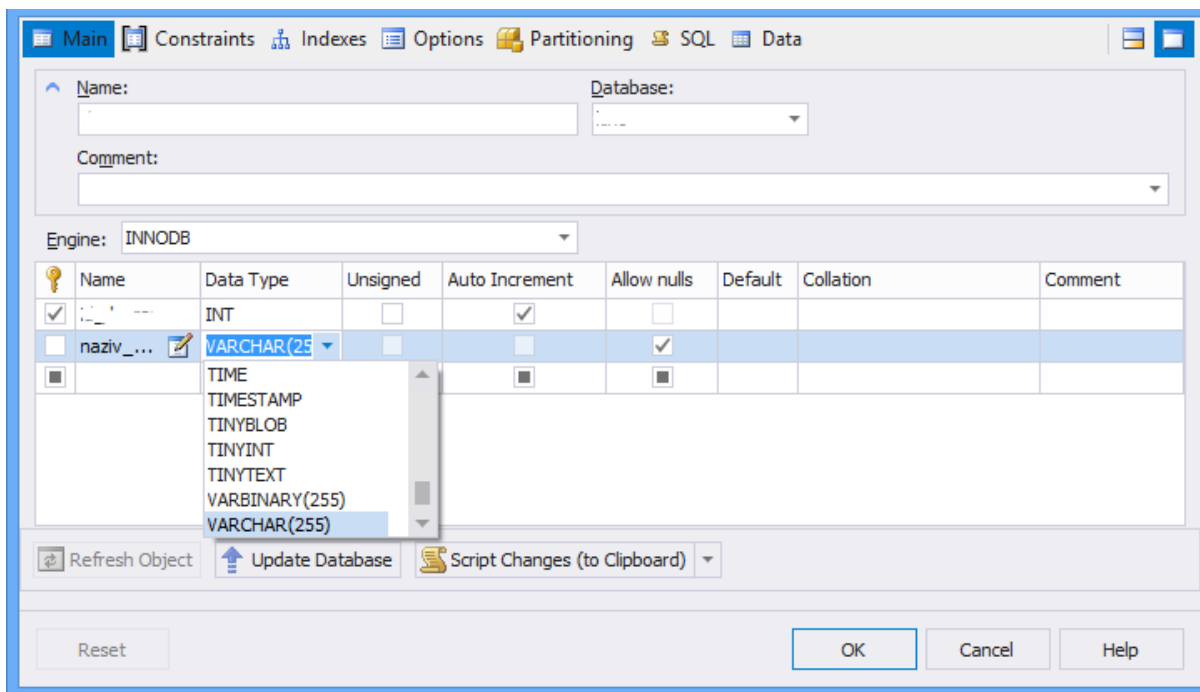 Main Constraints Indexes Options Partitioning SQL Data
Name: Database:
Comment:
Engine: INNODB
Name Data Type Unsigned Auto Increment Allow nulls Default Collation Comment
INT
naziv_... VARCHAR(25
TIME
TIMESTAMP
TINYBLOB
TINYINT
TINYTEXT
VARBINARY(255)
VARCHAR(255)
Refresh Object Update Database Script Changes (to Clipboard)
Reset OK Cancel Help